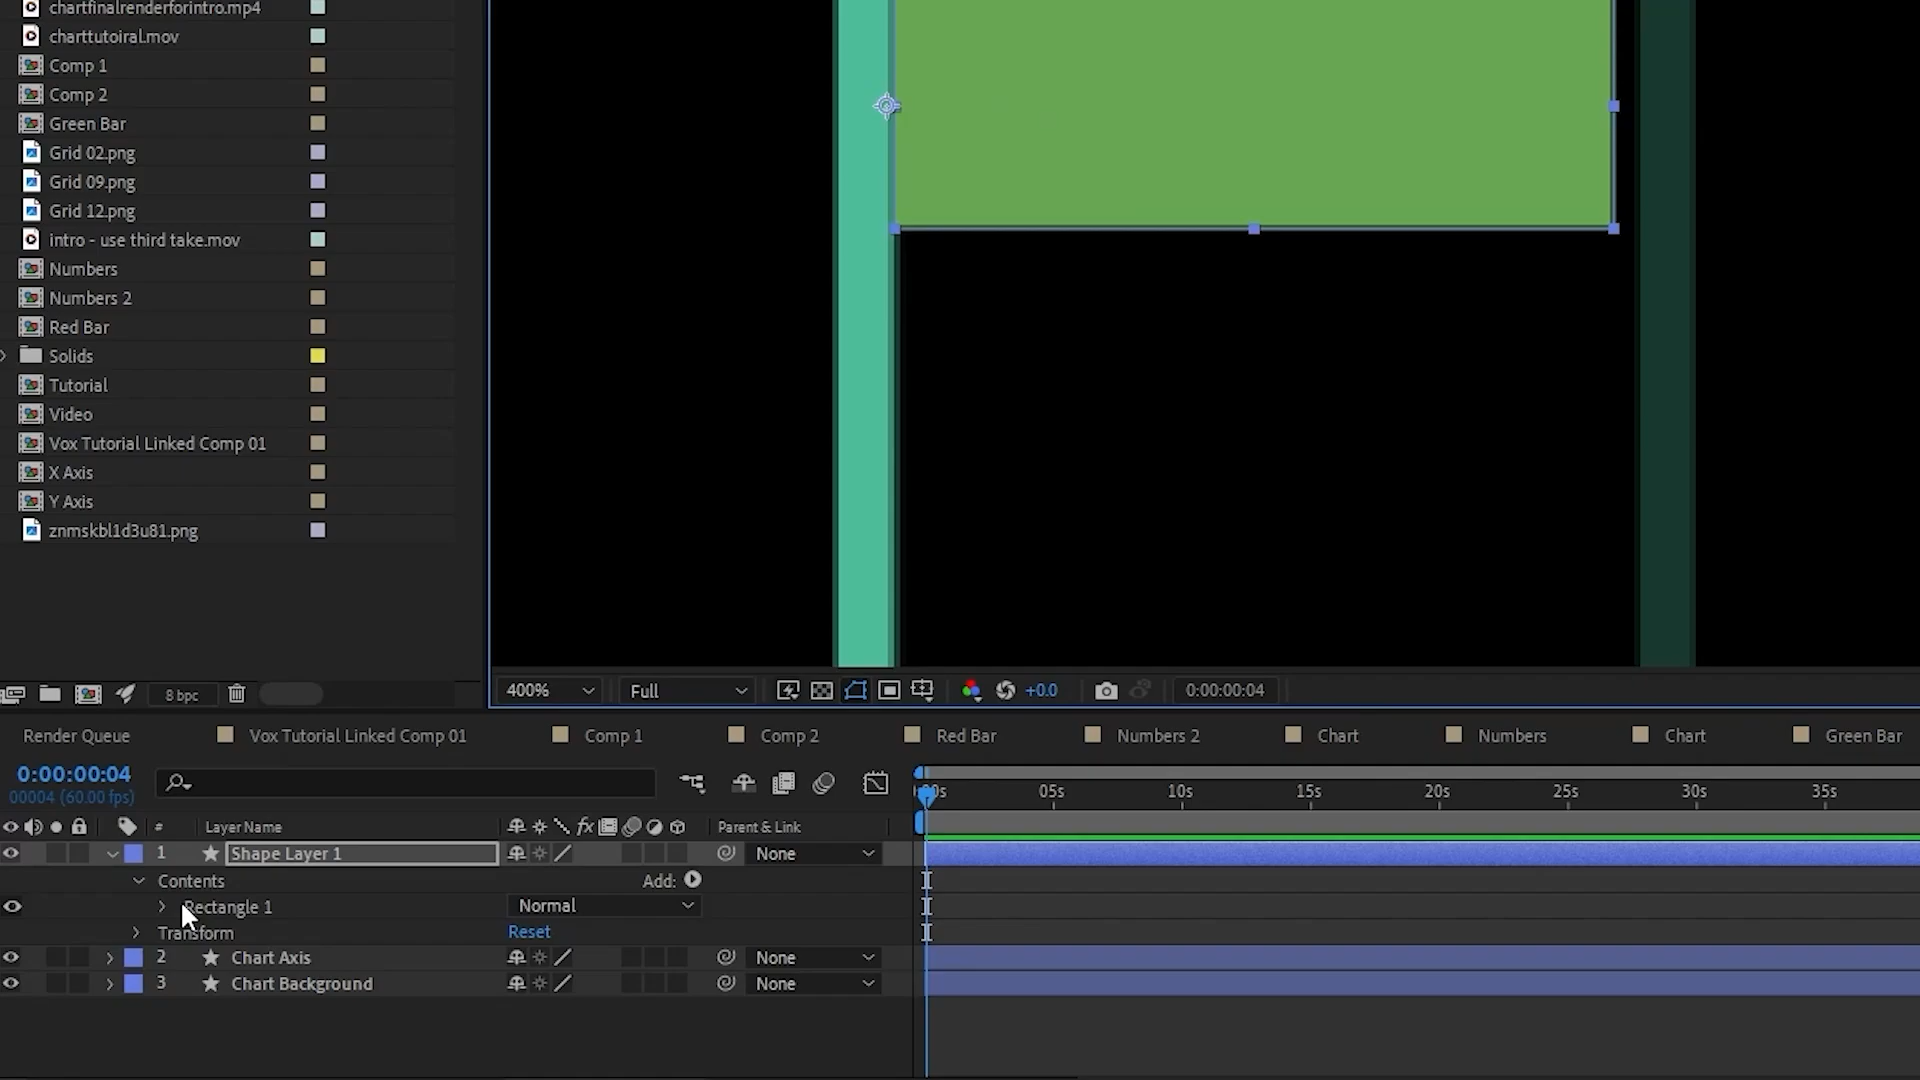 chartfinalrenderforintro.mp4
charttutoiral.mov
Comp 1
Comp 2
Green Bar
Grid 02.png
Grid 09.png
Grid 12.png
intro - use third take.mov
Numbers
Numbers 2
Red Bar
Solids
Tutorial
Video
Vox Tutorial Linked Comp 01
X Axis
Y Axis
znmskbl1d3u81.png
8 bpc
400% Full +0.0 0:00:00:04
Render Queue Vox Tutorial Linked Comp 01 Comp 1 Comp 2 Red Bar Numbers 2 Chart Numbers Chart Green Bar
0:00:00:04
00004 (60.00 fps)
05s 10s 15s 20s 25s 30s 35s
# Layer Name fx Parent & Link
1 Shape Layer 1 None
Contents Add:
Rectangle 1 Normal
Transform Reset
2 Chart Axis None
3 Chart Background None